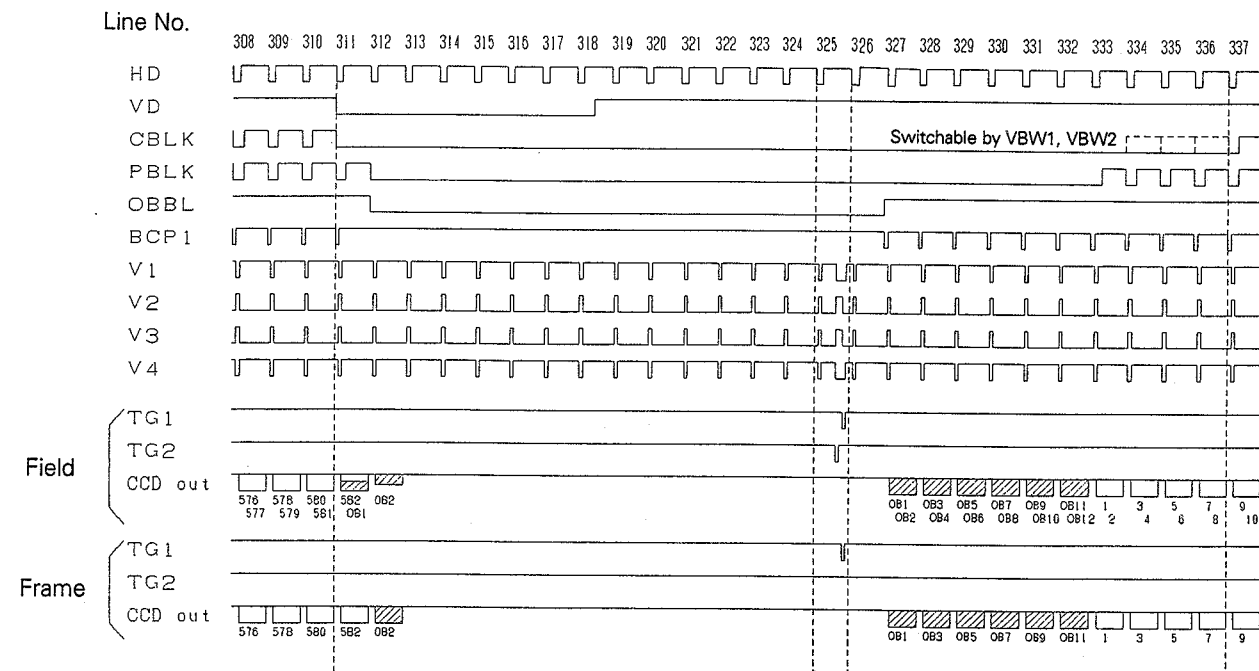 Line No.
308 309 310 311 312 313 314 315 316 317 318 319 320 321 322 323 324 325 326 327 328 329 330 331 332 333 334 335 336 337
HD
VD
CBLK Switchable by VBW1, VBW2
PBLK
OBBL
BCP1
V1
V2
V3
V4
Field
TG1
TG2
CCD out
576 578 580 582 OB2 OB1 OB3 OB5 OB7 OB9 OB11 1 3 5 7 9
577 579 581 OB1 OB2 OB4 OB6 OB8 OB10 OB12 2 4 6 8 10
Frame
TG1
TG2
CCD out
576 578 580 582 OB2 OB1 OB3 OB5 OB7 OB9 OB11 1 3 5 7 9